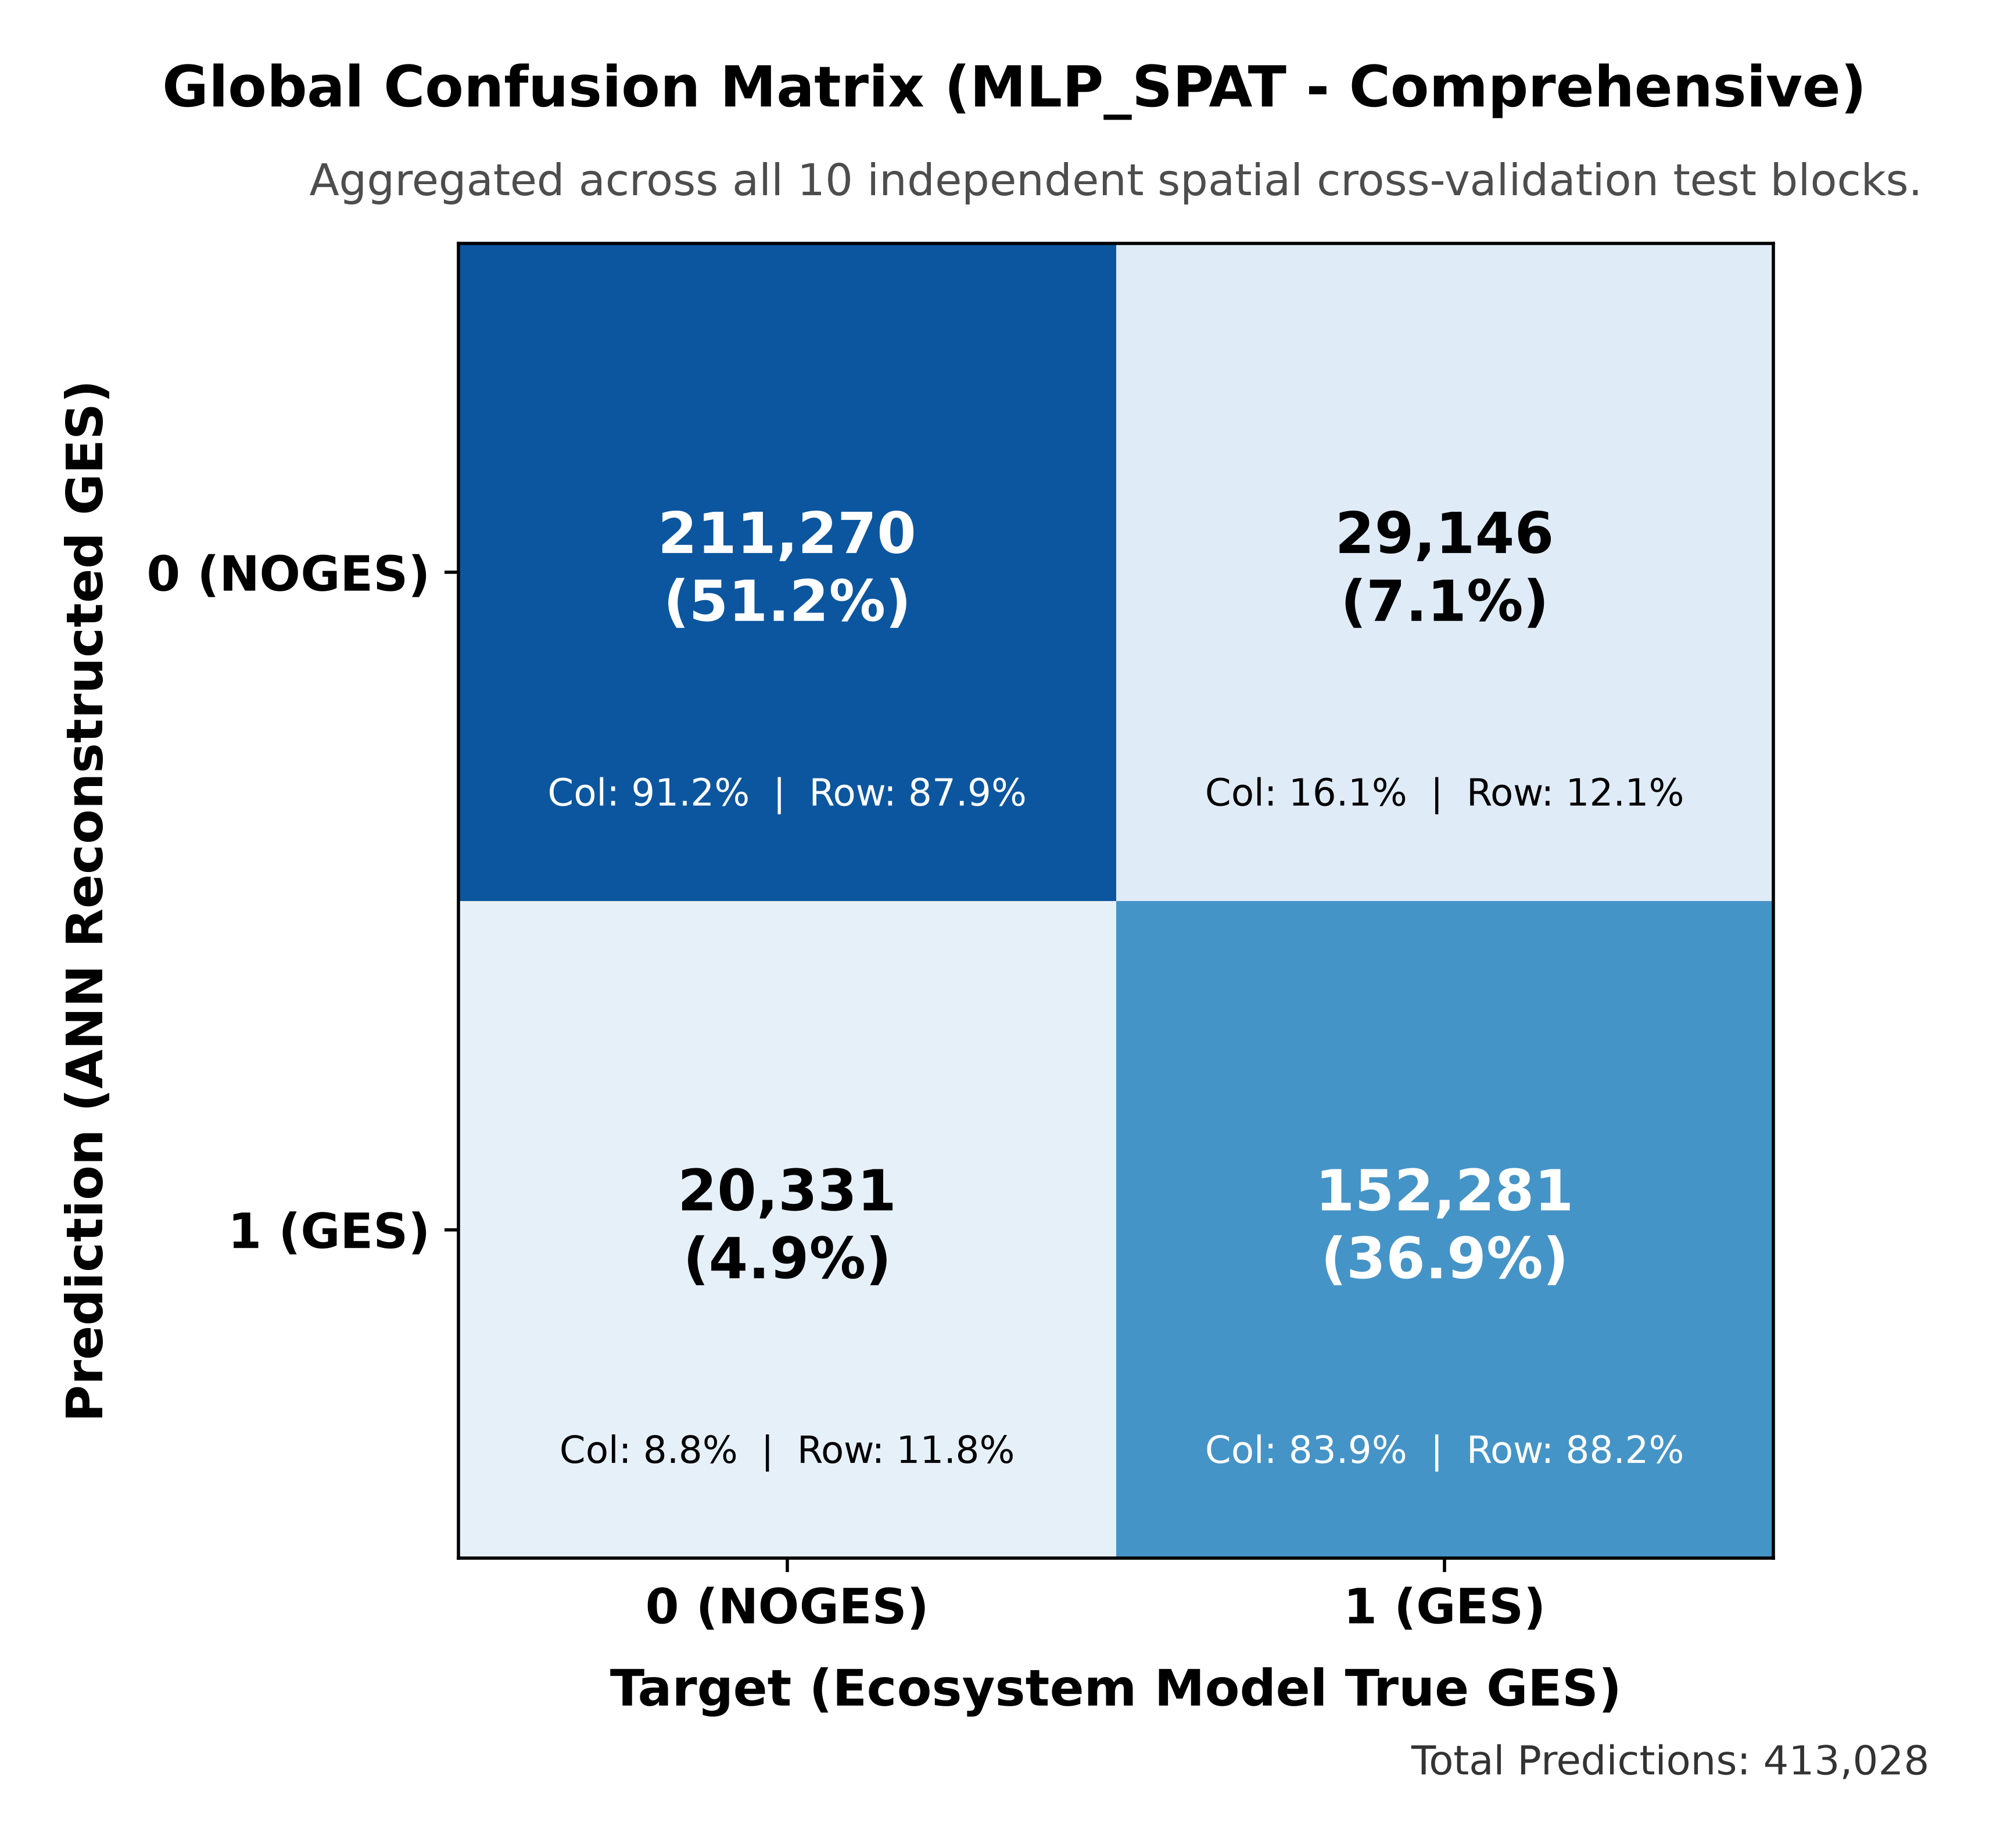 Global Confusion Matrix (MLP_SPAT - Comprehensive)
Aggregated across all 10 independent spatial cross-validation test blocks.
Prediction (ANN Reconstructed GES)
0 (NOGES)
211,270
(51.2%)
Col: 91.2% | Row: 87.9%
29,146
(7.1%)
Col: 16.1% | Row: 12.1%
1 (GES)
20,331
(4.9%)
Col: 8.8% | Row: 11.8%
152,281
(36.9%)
Col: 83.9% | Row: 88.2%
0 (NOGES)
1 (GES)
Target (Ecosystem Model True GES)
Total Predictions: 413,028